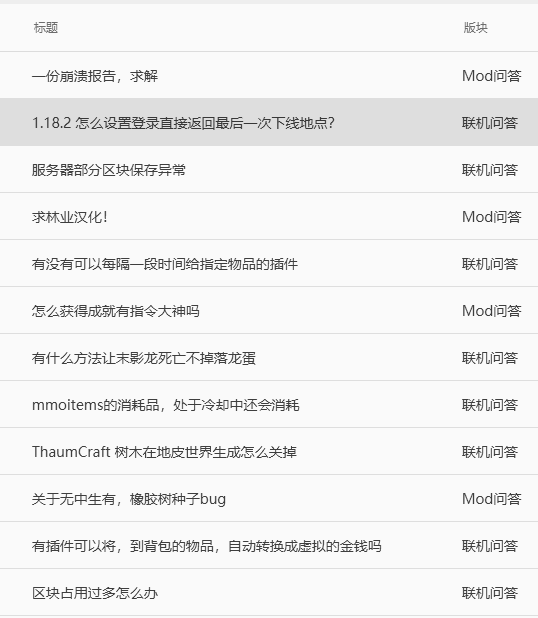 标题 版块
一份崩溃报告，求解 Mod问答
1.18.2 怎么设置登录直接返回最后一次下线地点? 联机问答
服务器部分区块保存异常 联机问答
求林业汉化! Mod问答
有没有可以每隔一段时间给指定物品的插件 联机问答
怎么获得成就有指令大神吗 Mod问答
有什么方法让末影龙死亡不掉落龙蛋 联机问答
mmoitems的消耗品，处于冷却中还会消耗 联机问答
ThaumCraft 树木在地皮世界生成怎么关掉 联机问答
关于无中生有，橡胶树种子bug Mod问答
有插件可以将，到背包的物品，自动转换成虚拟的金钱吗 联机问答
区块占用过多怎么办 联机问答